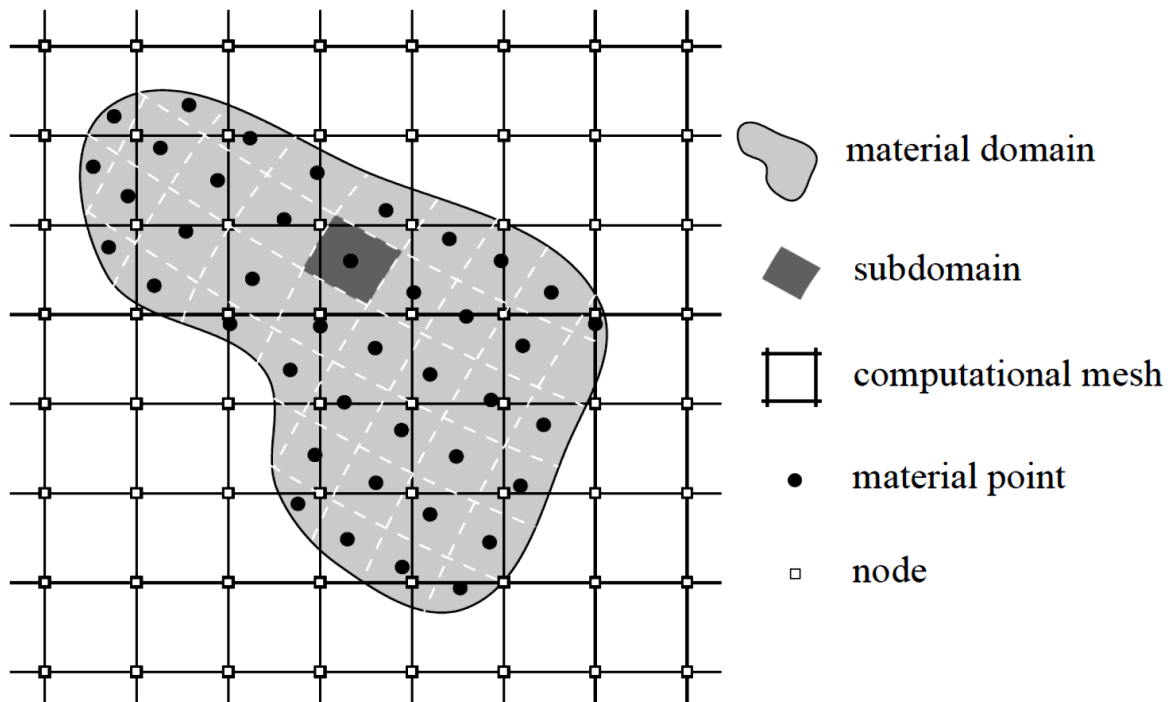 material domain
subdomain
computational mesh
material point
node